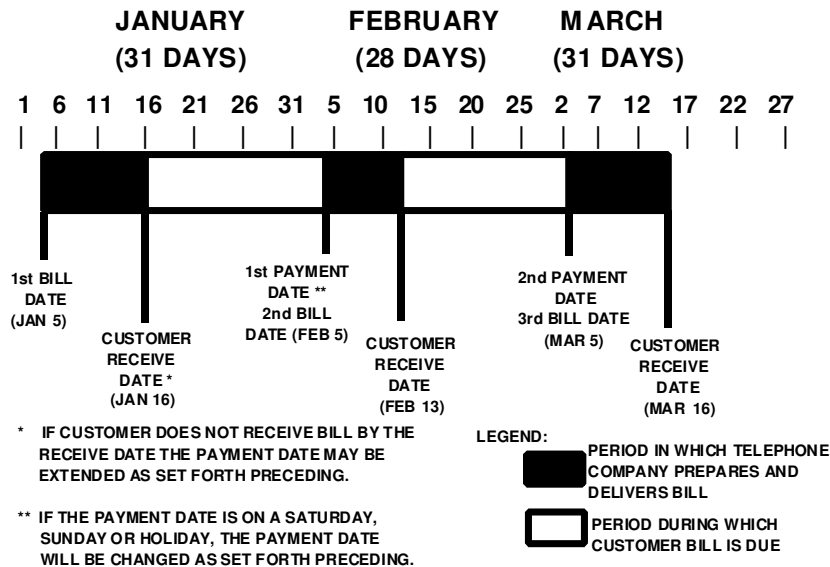 JANUARY FEBRUARY MARCH
(31 DAYS) (28 DAYS) (31 DAYS)
1 6 11 16 21 26 31 5 10 15 20 25 2 7 12 17 22 27
1st BILL
DATE
(JAN 5)
CUSTOMER
RECEIVE
DATE *
(JAN 16)
1st PAYMENT
DATE **
2nd BILL
DATE (FEB 5)
CUSTOMER
RECEIVE
DATE
(FEB 13)
2nd PAYMENT
DATE
3rd BILL DATE
(MAR 5)
CUSTOMER
RECEIVE
DATE
(MAR 16)
* IF CUSTOMER DOES NOT RECEIVE BILL BY THE
RECEIVE DATE THE PAYMENT DATE MAY BE
EXTENDED AS SET FORTH PRECEDING.
** IF THE PAYMENT DATE IS ON A SATURDAY,
SUNDAY OR HOLIDAY, THE PAYMENT DATE
WILL BE CHANGED AS SET FORTH PRECEDING.
LEGEND:
PERIOD IN WHICH TELEPHONE
COMPANY PREPARES AND
DELIVERS BILL
PERIOD DURING WHICH
CUSTOMER BILL IS DUE